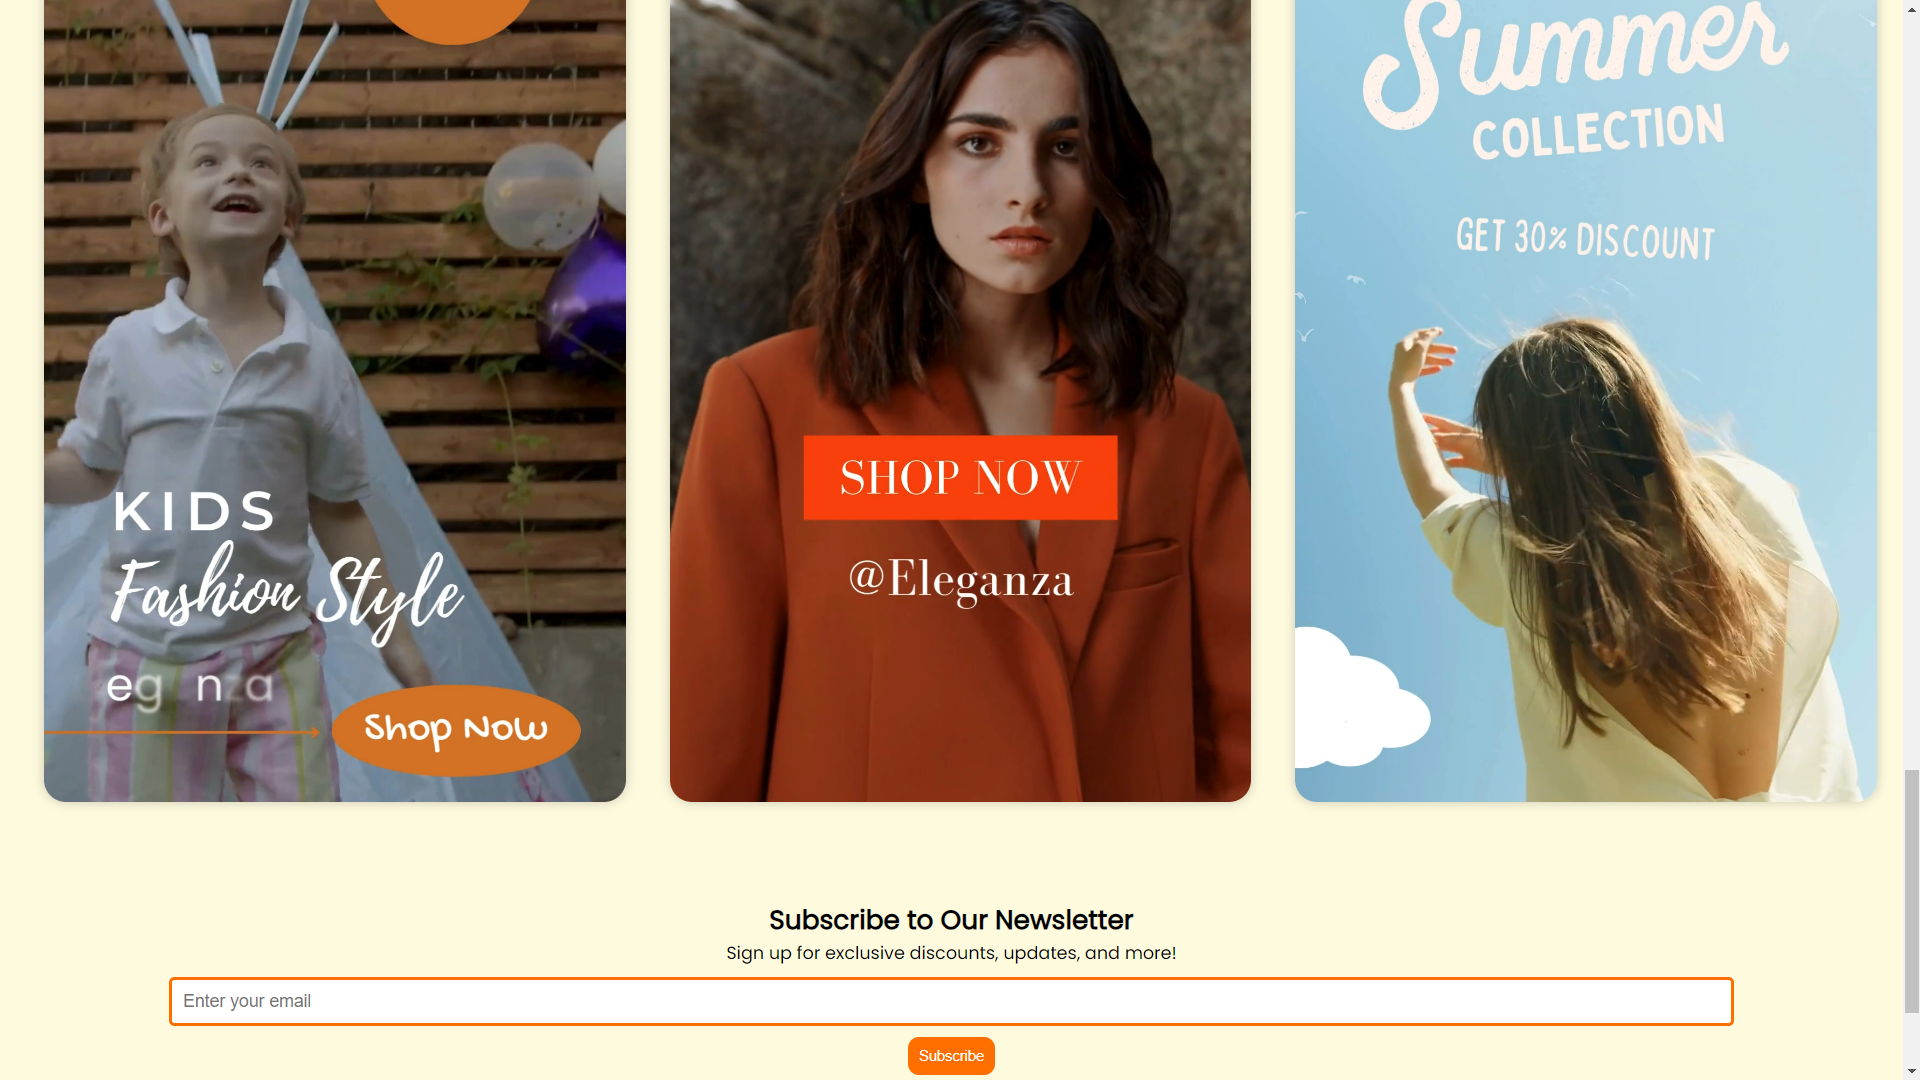 KIDS
Fashion Style
eg nza
Shop Now
SHOP NOW
@Eleganza
Summer
COLLECTION
GET 30% DISCOUNT
Subscribe to Our Newsletter
Sign up for exclusive discounts, updates, and more!
Enter your email
Subscribe